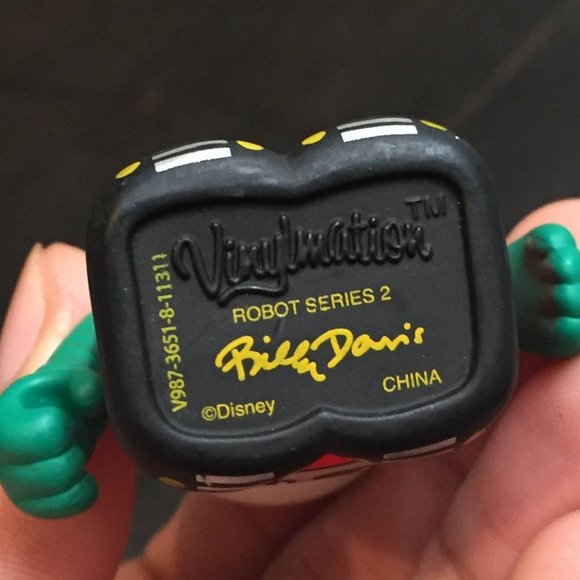 Vinylmation™
ROBOT SERIES 2
Billy Davis
CHINA
©Disney
V987-3651-8-11311